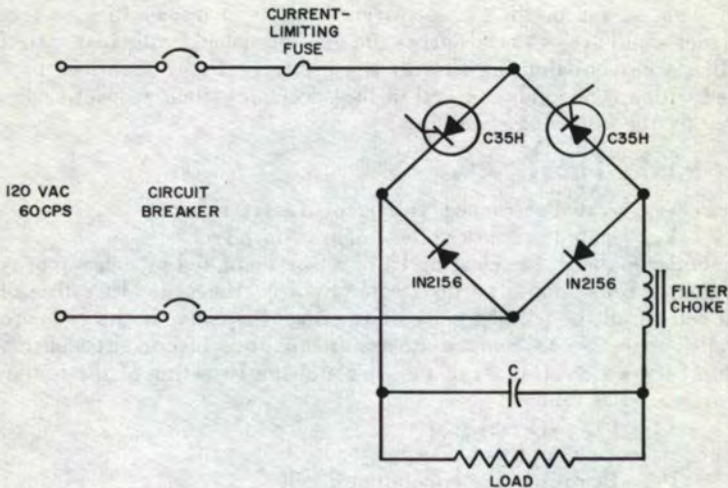 CURRENT-
LIMITING
FUSE
C35H
C35H
120 VAC
60CPS
CIRCUIT
BREAKER
IN2156
IN2156
FILTER
CHOKE
C
LOAD